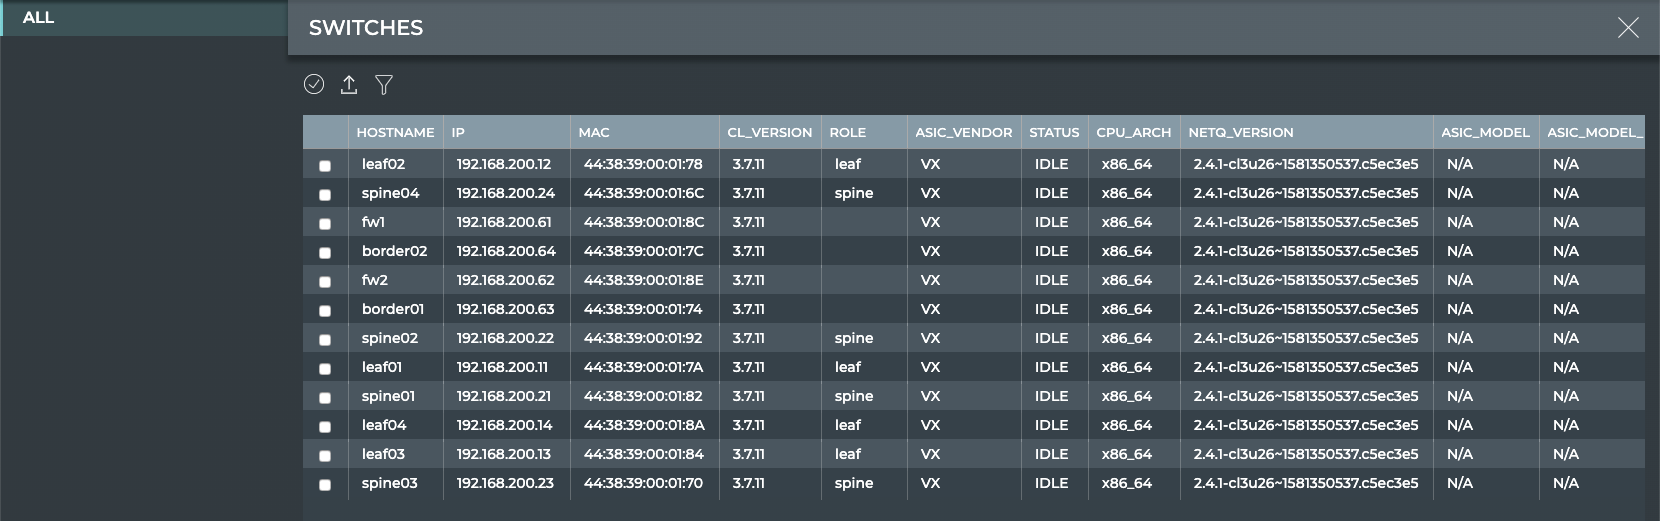 ALL
SWITCHES
HOSTNAME IP MAC CL_VERSION ROLE ASIC_VENDOR STATUS CPU_ARCH NETQ_VERSION ASIC_MODEL ASIC_MODEL_
leaf02 192.168.200.12 44:38:39:00:01:78 3.7.11 leaf VX IDLE x86_64 2.4.1-cl3u26~1581350537.c5ec3e5 N/A N/A
spine04 192.168.200.24 44:38:39:00:01:6C 3.7.11 spine VX IDLE x86_64 2.4.1-cl3u26~1581350537.c5ec3e5 N/A N/A
fw1 192.168.200.61 44:38:39:00:01:8C 3.7.11 VX IDLE x86_64 2.4.1-cl3u26~1581350537.c5ec3e5 N/A N/A
border02 192.168.200.64 44:38:39:00:01:7C 3.7.11 VX IDLE x86_64 2.4.1-cl3u26~1581350537.c5ec3e5 N/A N/A
fw2 192.168.200.62 44:38:39:00:01:8E 3.7.11 VX IDLE x86_64 2.4.1-cl3u26~1581350537.c5ec3e5 N/A N/A
border01 192.168.200.63 44:38:39:00:01:74 3.7.11 VX IDLE x86_64 2.4.1-cl3u26~1581350537.c5ec3e5 N/A N/A
spine02 192.168.200.22 44:38:39:00:01:92 3.7.11 spine VX IDLE x86_64 2.4.1-cl3u26~1581350537.c5ec3e5 N/A N/A
leaf01 192.168.200.11 44:38:39:00:01:7A 3.7.11 leaf VX IDLE x86_64 2.4.1-cl3u26~1581350537.c5ec3e5 N/A N/A
spine01 192.168.200.21 44:38:39:00:01:82 3.7.11 spine VX IDLE x86_64 2.4.1-cl3u26~1581350537.c5ec3e5 N/A N/A
leaf04 192.168.200.14 44:38:39:00:01:8A 3.7.11 leaf VX IDLE x86_64 2.4.1-cl3u26~1581350537.c5ec3e5 N/A N/A
leaf03 192.168.200.13 44:38:39:00:01:84 3.7.11 leaf VX IDLE x86_64 2.4.1-cl3u26~1581350537.c5ec3e5 N/A N/A
spine03 192.168.200.23 44:38:39:00:01:70 3.7.11 spine VX IDLE x86_64 2.4.1-cl3u26~1581350537.c5ec3e5 N/A N/A